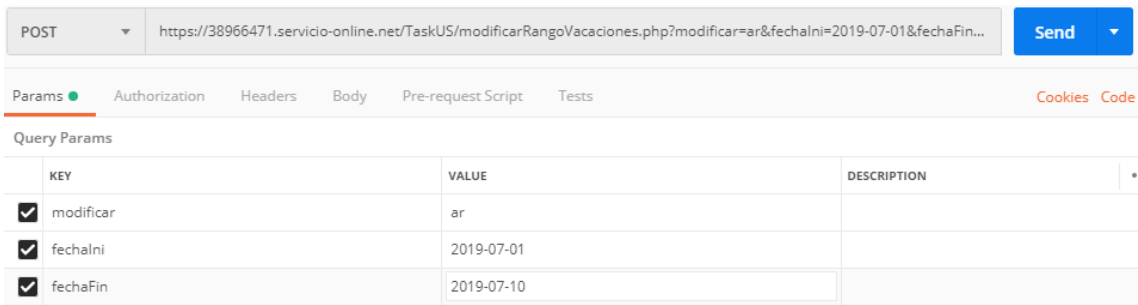 POST https://38966471.servicio-online.net/TaskUS/modificarRangoVacaciones.php?modificar=ar&fechaIni=2019-07-01&fechaFin... Send
Params Authorization Headers Body Pre-request Script Tests Cookies Code
Query Params
KEY VALUE DESCRIPTION
modificar ar
fechaIni 2019-07-01
fechaFin 2019-07-10